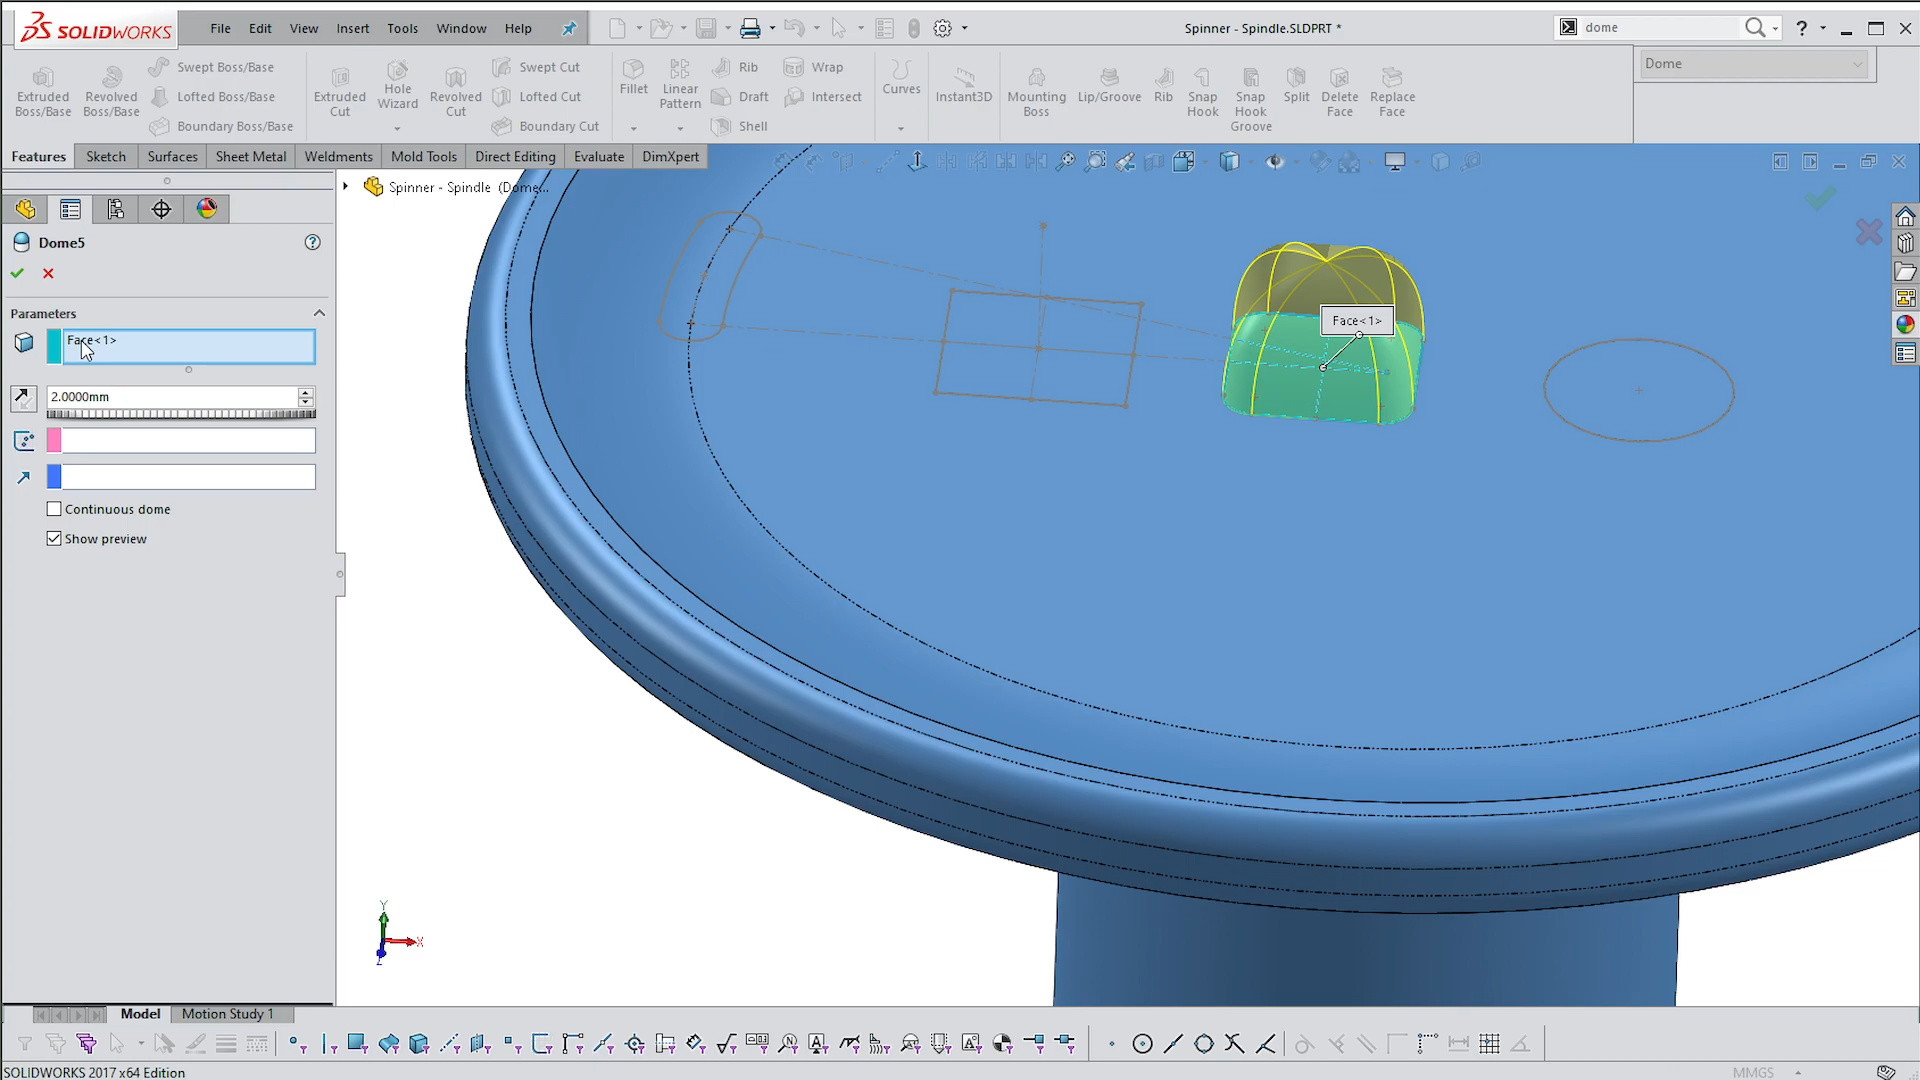 SOLIDWORKS
File Edit View Insert Tools Window Help
Spinner - Spindle.SLDPRT *
dome
?
Extruded Boss/Base
Revolved Boss/Base
Swept Boss/Base
Lofted Boss/Base
Boundary Boss/Base
Extruded Cut
Hole Wizard
Revolved Cut
Swept Cut
Lofted Cut
Boundary Cut
Fillet
Linear Pattern
Rib
Draft
Shell
Wrap
Intersect
Curves
Instant3D
Mounting Boss
Lip/Groove
Rib
Snap Hook
Snap Hook Groove
Split
Delete Face
Replace Face
Dome
Features Sketch Surfaces Sheet Metal Weldments Mold Tools Direct Editing Evaluate DimXpert
Spinner - Spindle (Dome...
Dome5
?
Parameters
Face<1>
2.0000mm
Continuous dome
Show preview
Face<1>
Y
X
Z
Model Motion Study 1
SOLIDWORKS 2017 x64 Edition
MMGS